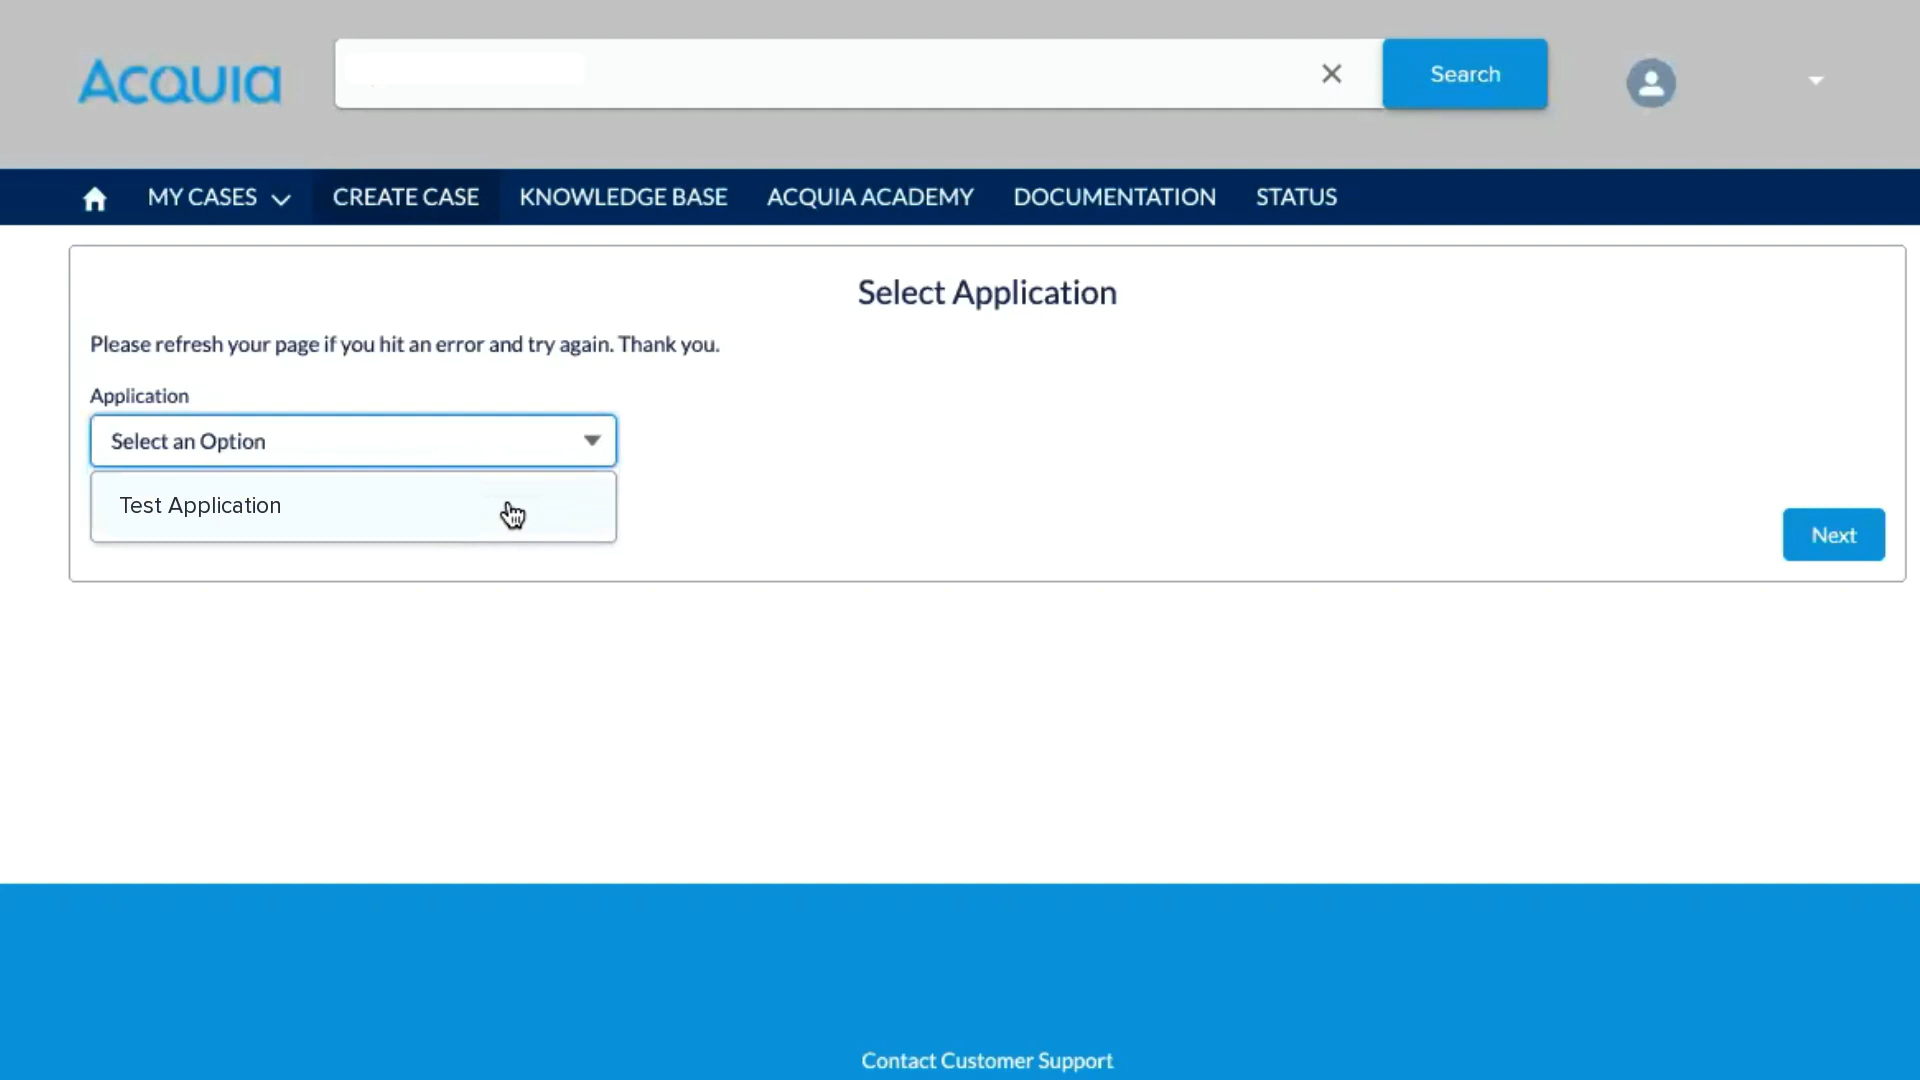 Acquia
Search
MY CASES
CREATE CASE
KNOWLEDGE BASE
ACQUIA ACADEMY
DOCUMENTATION
STATUS
Select Application
Please refresh your page if you hit an error and try again. Thank you.
Application
Select an Option
Test Application
Next
Contact Customer Support